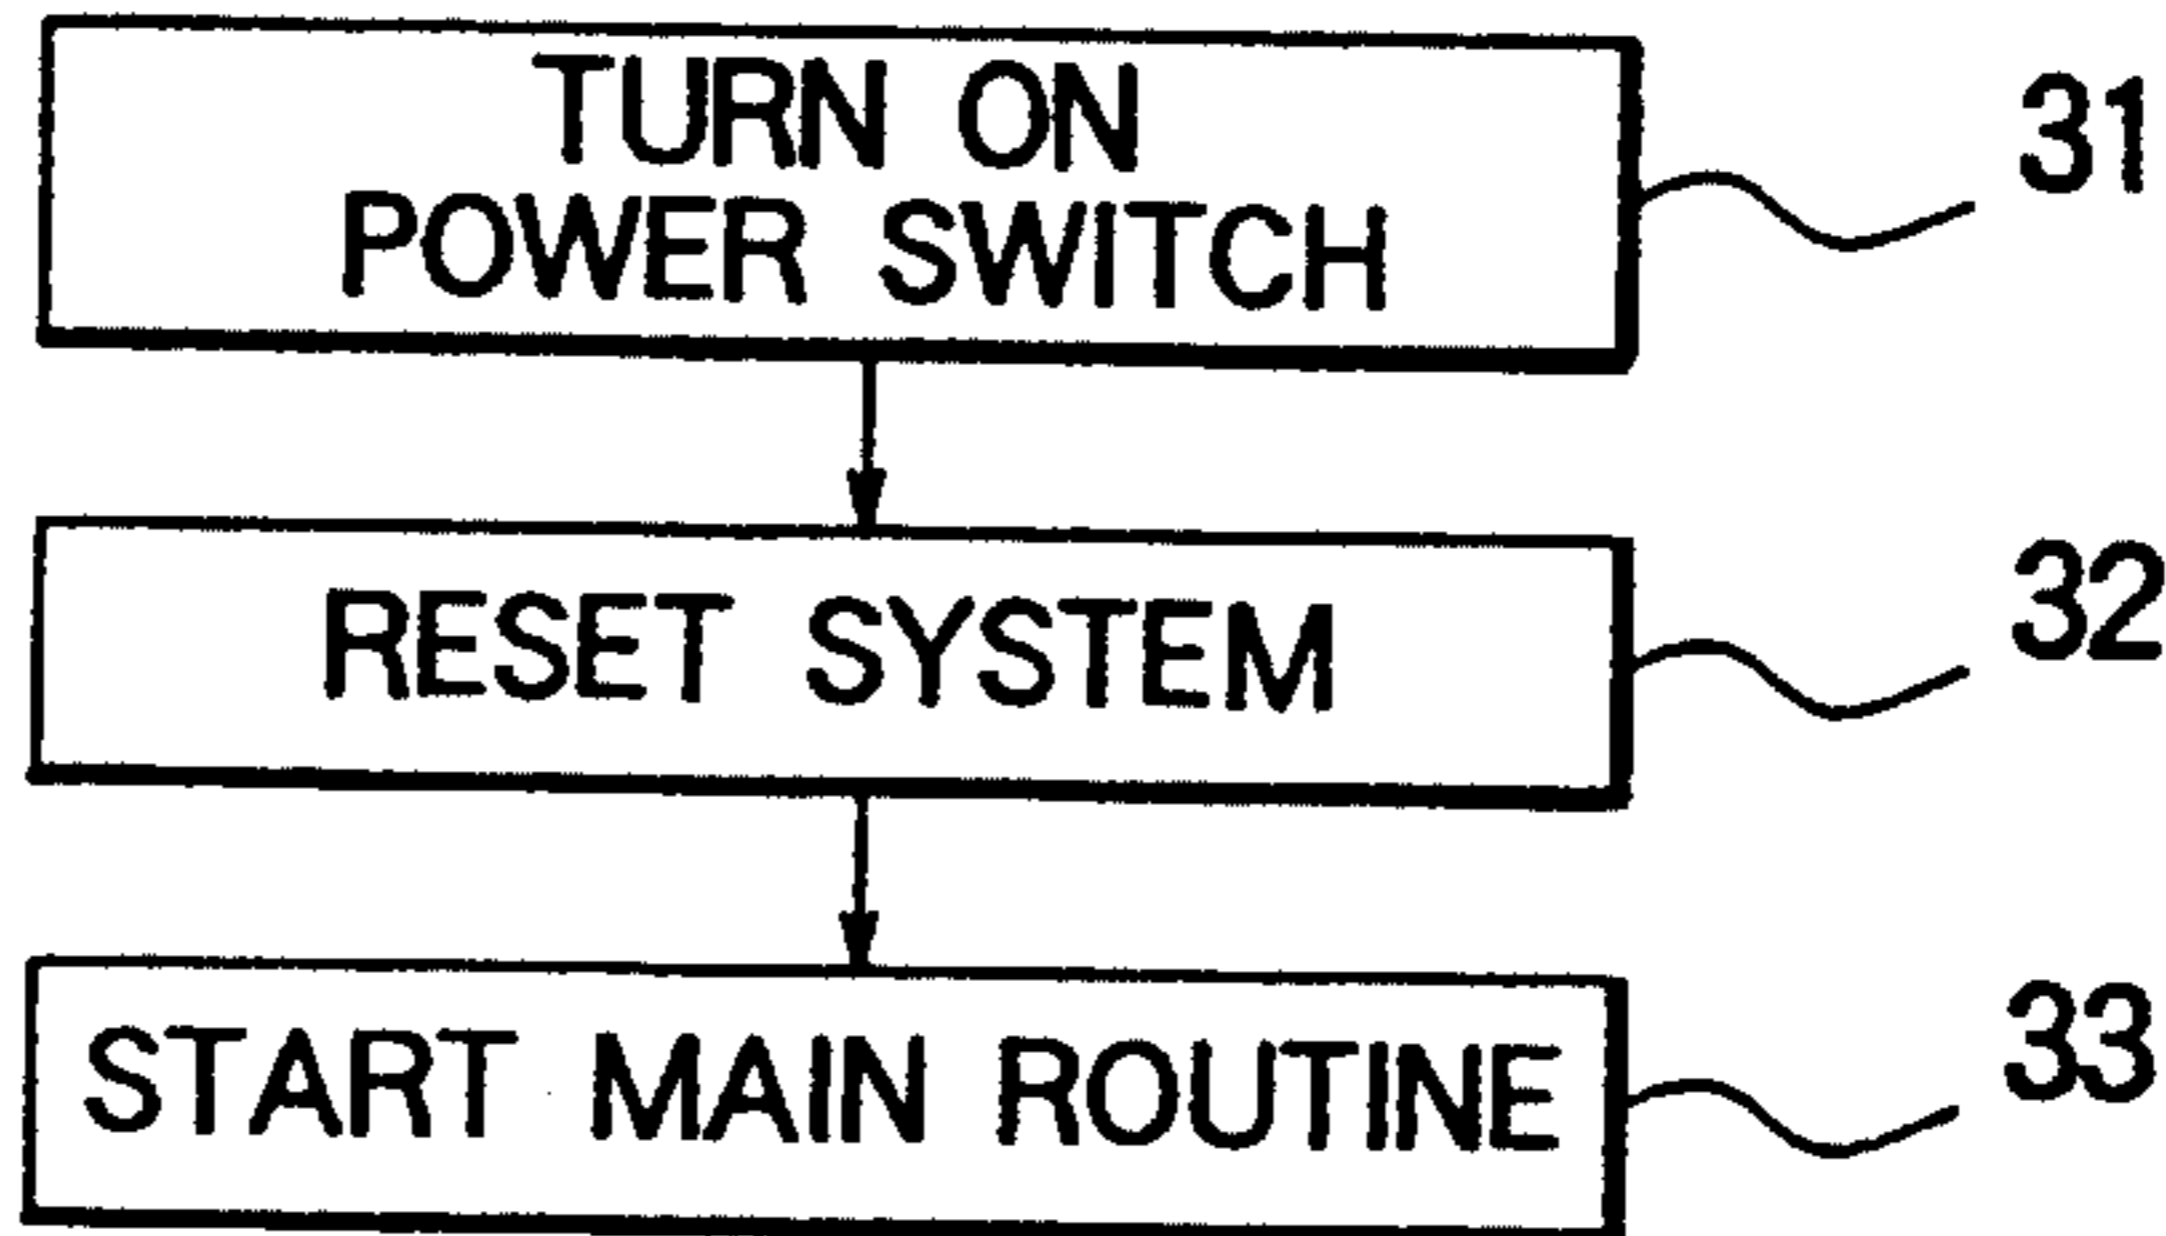 TURN ON
POWER SWITCH
31
RESET SYSTEM
32
START MAIN ROUTINE
33